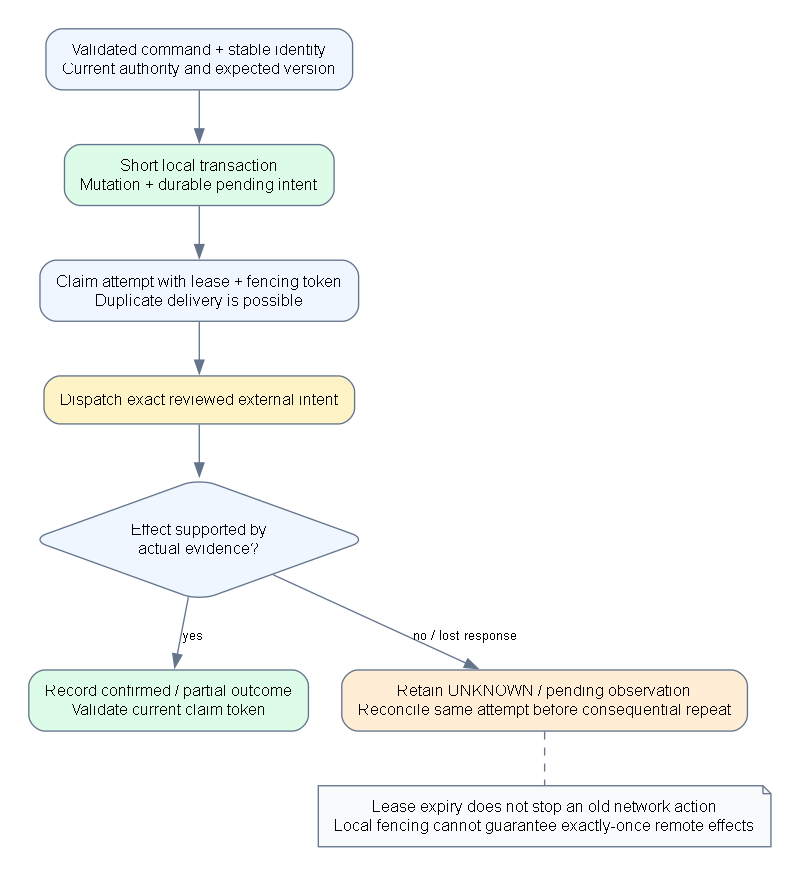 Validated command + stable identity
Current authority and expected version
Short local transaction
Mutation + durable pending intent
Claim attempt with lease + fencing token
Duplicate delivery is possible
Dispatch exact reviewed external intent
Effect supported by
actual evidence?
yes
no / lost response
Record confirmed / partial outcome
Validate current claim token
Retain UNKNOWN / pending observation
Reconcile same attempt before consequential repeat
Lease expiry does not stop an old network action
Local fencing cannot guarantee exactly-once remote effects